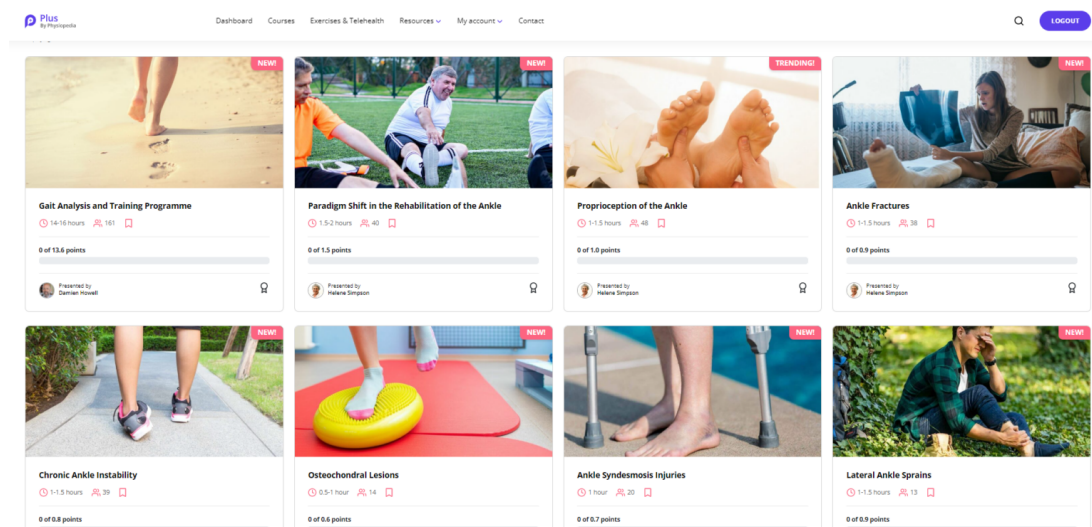 Plus
By Physiopedia
Dashboard Courses Exercises & Telehealth Resources My account Contact
LOGOUT
NEW! NEW! TRENDING! NEW!
Gait Analysis and Training Programme
14-16 hours 161
0 of 13.6 points
Presented by
Damien Howell
Paradigm Shift in the Rehabilitation of the Ankle
1.5-2 hours 40
0 of 1.5 points
Presented by
Helene Simpson
Proprioception of the Ankle
1-1.5 hours 48
0 of 1.0 points
Presented by
Helene Simpson
Ankle Fractures
1-1.5 hours 38
0 of 0.9 points
Presented by
Helene Simpson
NEW! NEW! NEW! NEW!
Chronic Ankle Instability
1-1.5 hours 39
0 of 0.8 points
Osteochondral Lesions
0.5-1 hour 14
0 of 0.6 points
Ankle Syndesmosis Injuries
1 hour 20
0 of 0.7 points
Lateral Ankle Sprains
1-1.5 hours 13
0 of 0.9 points